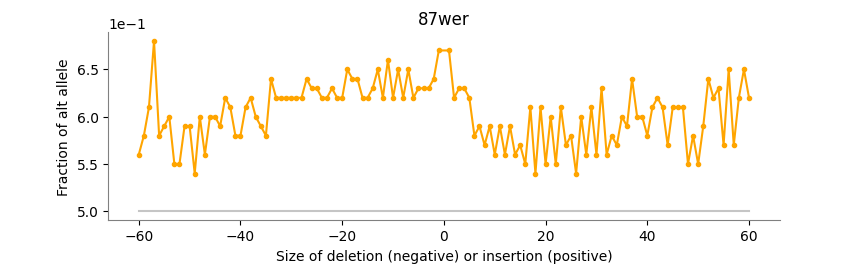 87wer
1e−1
6.5
6.0
5.5
5.0
Fraction of alt allele
−60 −40 −20 0 20 40 60
Size of deletion (negative) or insertion (positive)